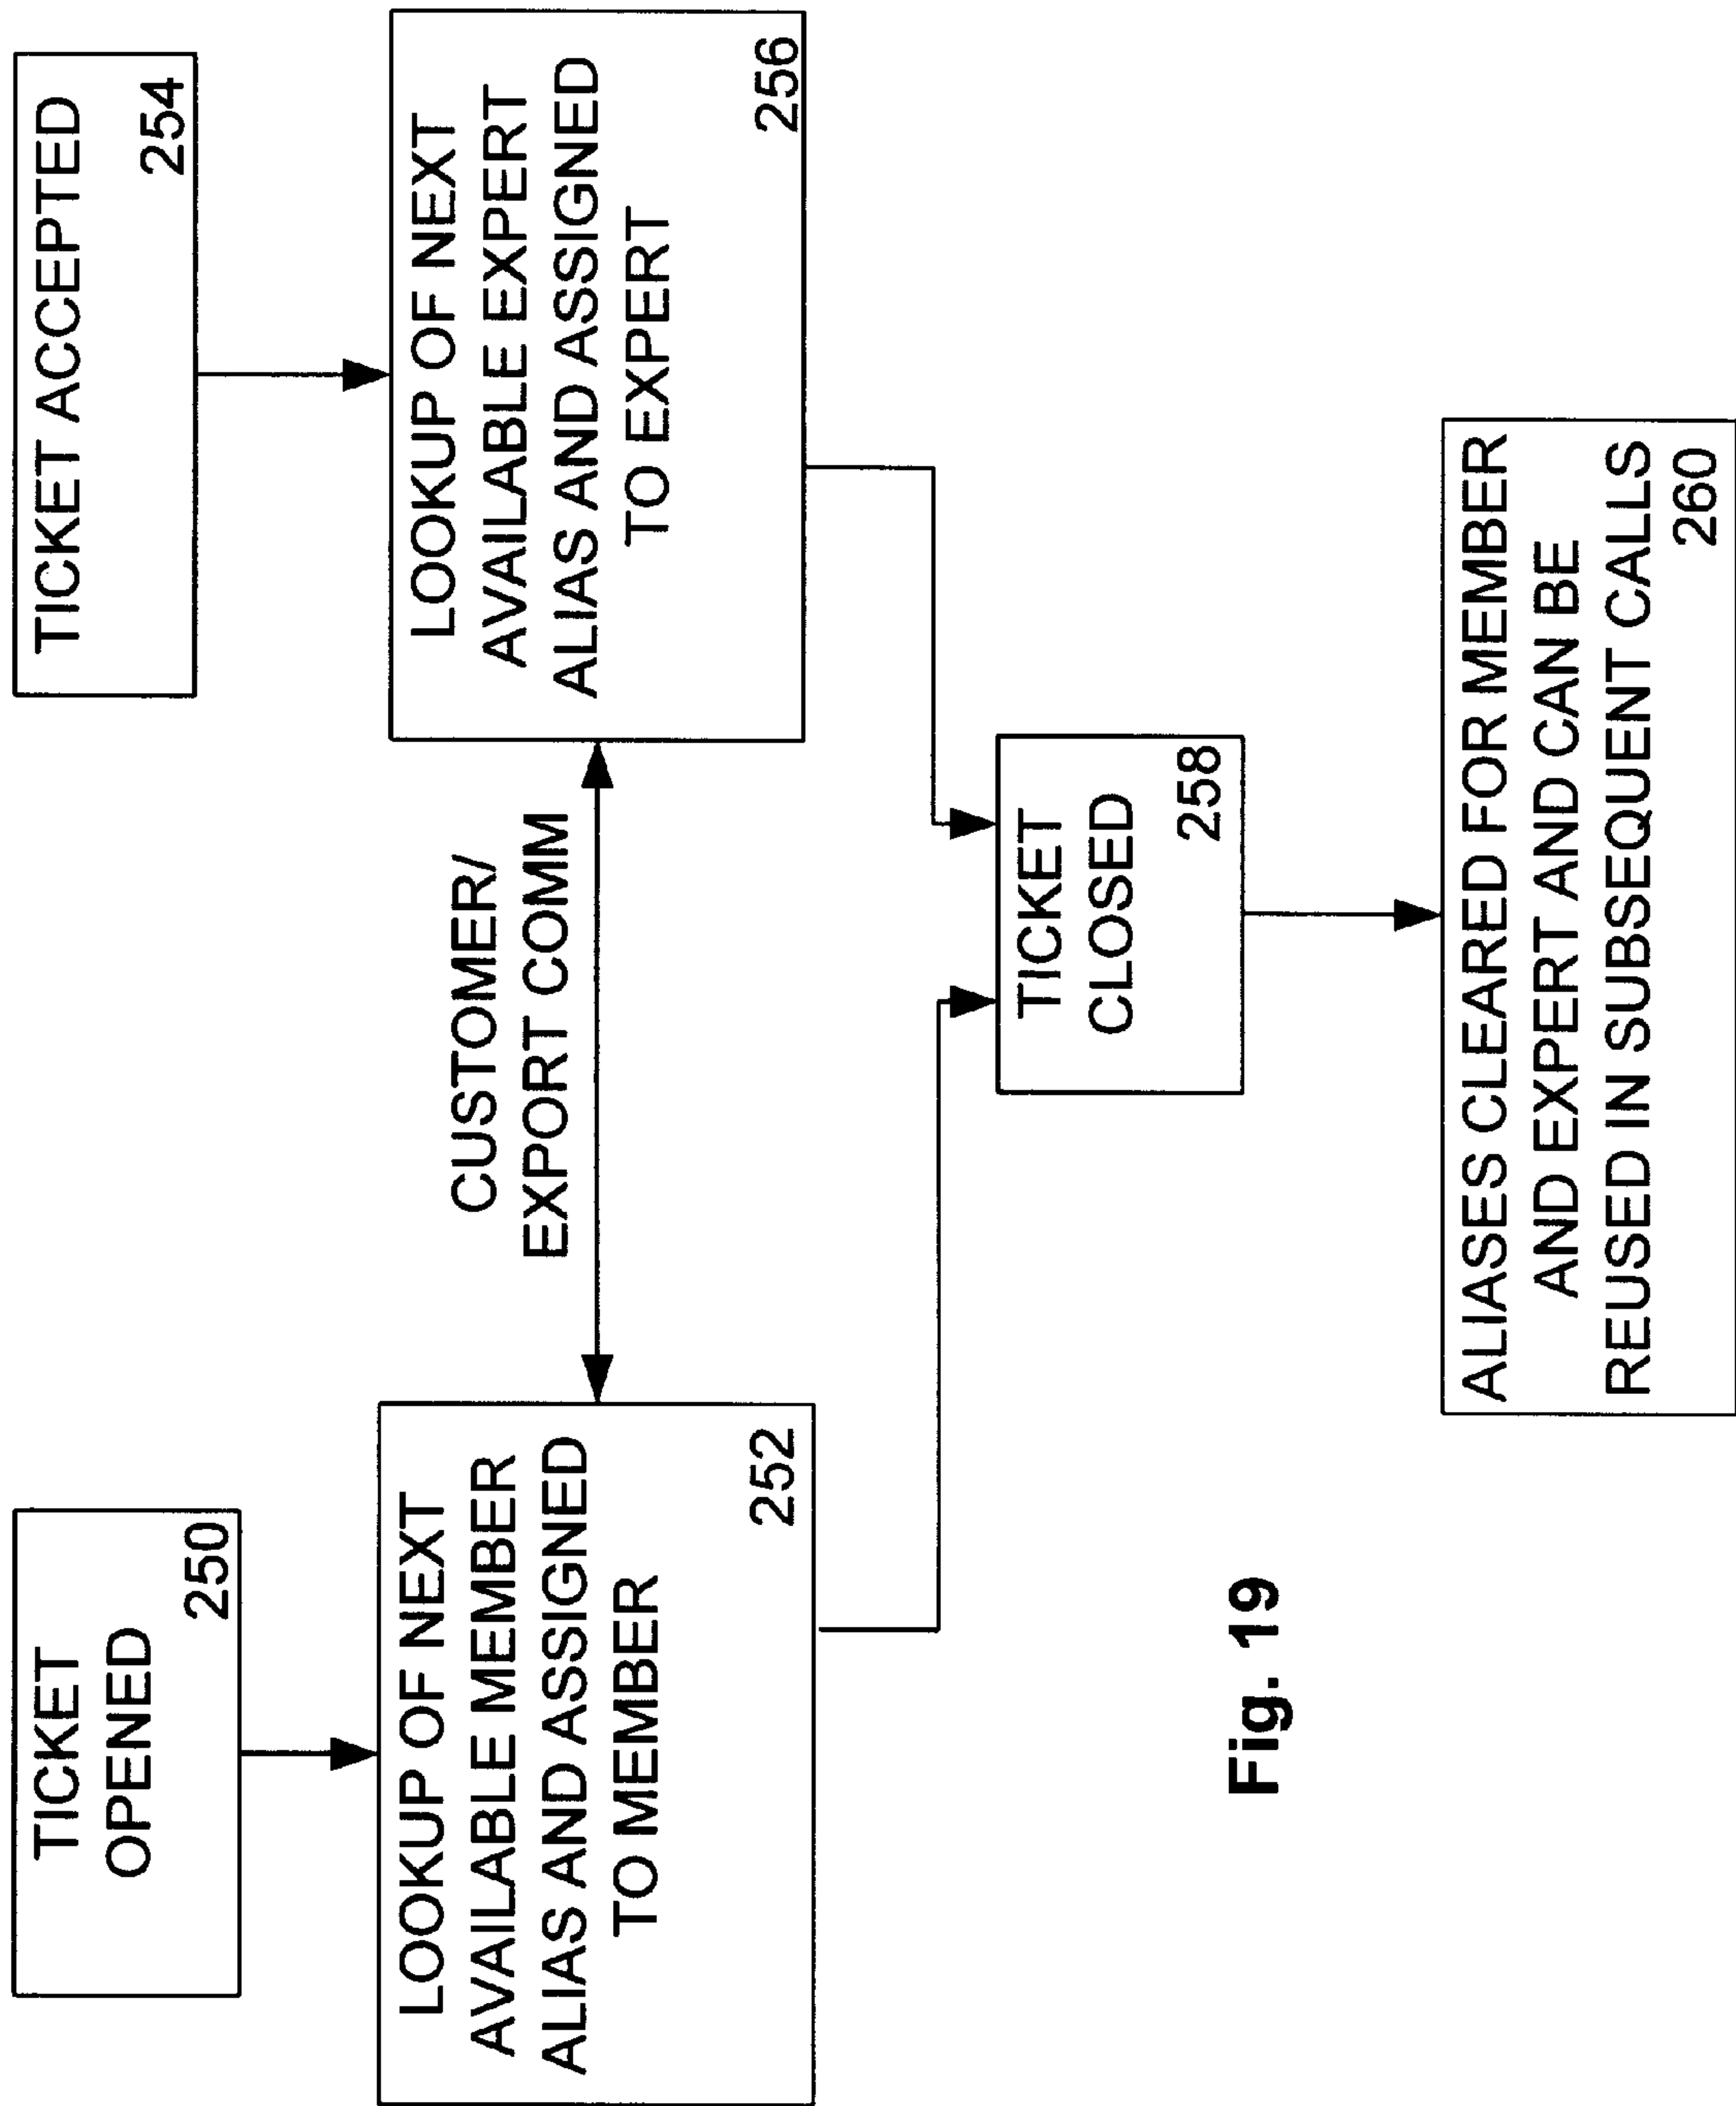 TICKET
OPENED
250
LOOKUP OF NEXT
AVAILABLE MEMBER
ALIAS AND ASSIGNED
TO MEMBER
252
CUSTOMER/
EXPORT COMM
TICKET ACCEPTED
254
LOOKUP OF NEXT
AVAILABLE EXPERT
ALIAS AND ASSIGNED
TO EXPERT
256
TICKET
CLOSED
258
ALIASES CLEARED FOR MEMBER
AND EXPERT AND CAN BE
REUSED IN SUBSEQUENT CALLS
260
Fig. 19